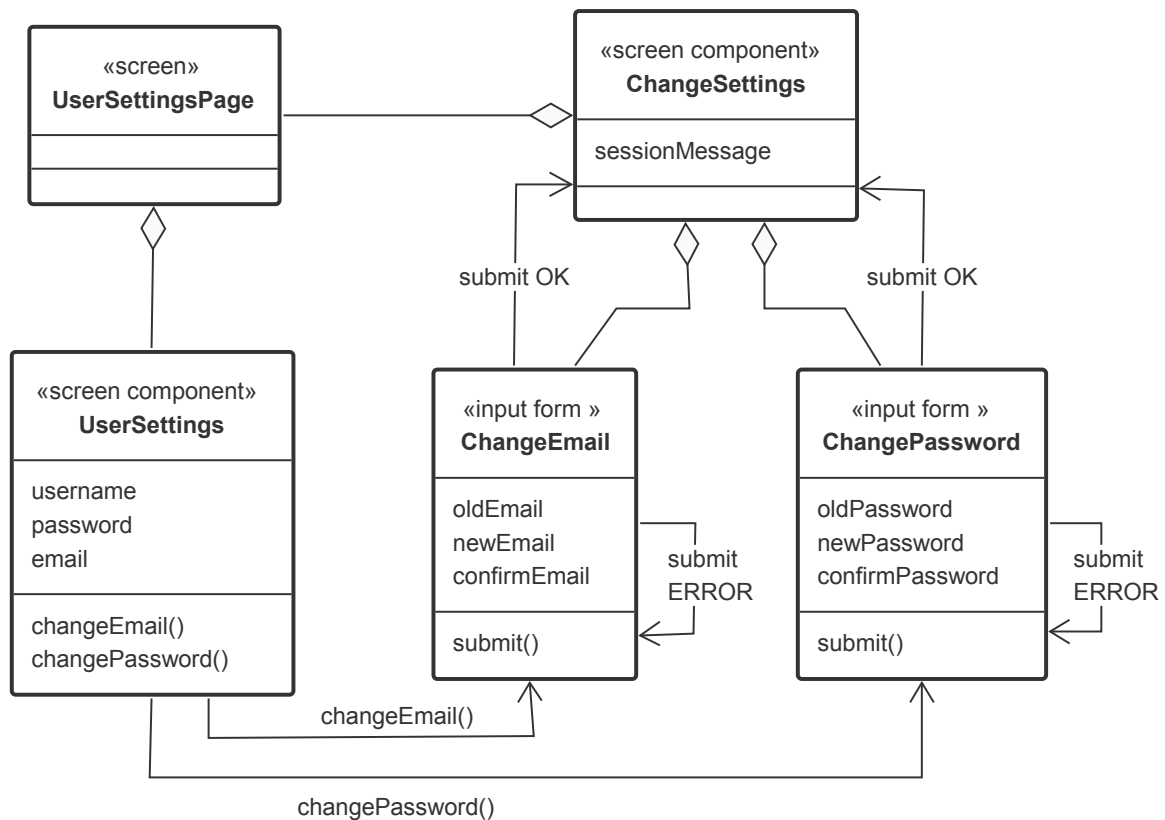 «screen»
UserSettingsPage
«screen component»
ChangeSettings
sessionMessage
submit OK
submit OK
«screen component»
UserSettings
username
password
email
changeEmail()
changePassword()
«input form »
ChangeEmail
oldEmail
newEmail
confirmEmail
submit()
submit
ERROR
«input form »
ChangePassword
oldPassword
newPassword
confirmPassword
submit()
submit
ERROR
changeEmail()
changePassword()